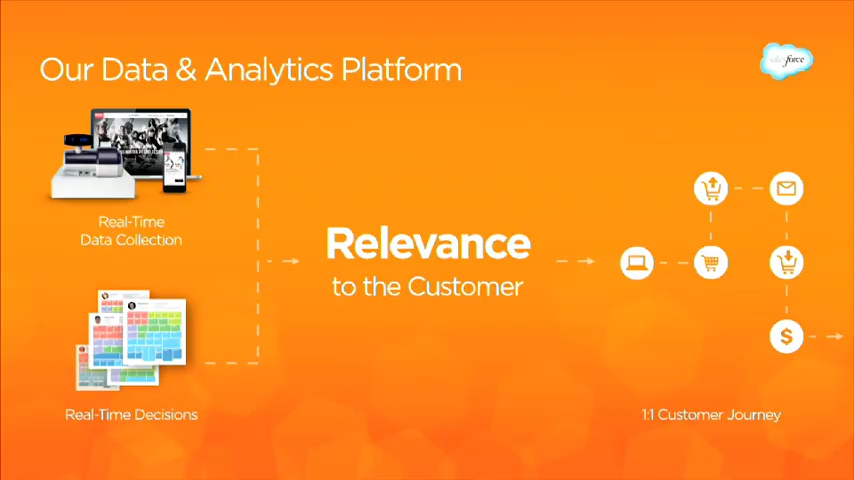 Our Data & Analytics Platform
salesforce
Real-Time
Data Collection
Relevance
to the Customer
$
Real-Time Decisions
1:1 Customer Journey